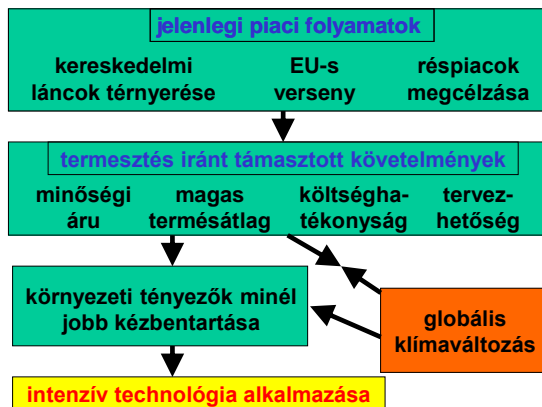 jelenlegi piaci folyamatok
kereskedelmi láncok térnyerése
EU-s verseny
réspiacok megcélzása
termesztés iránt támasztott követelmények
minőségi áru
magas termésátlag
költségha-tékonyság
tervez-hetőség
környezeti tényezők minél
jobb kézbentartása
globális
klímaváltozás
intenzív technológia alkalmazása